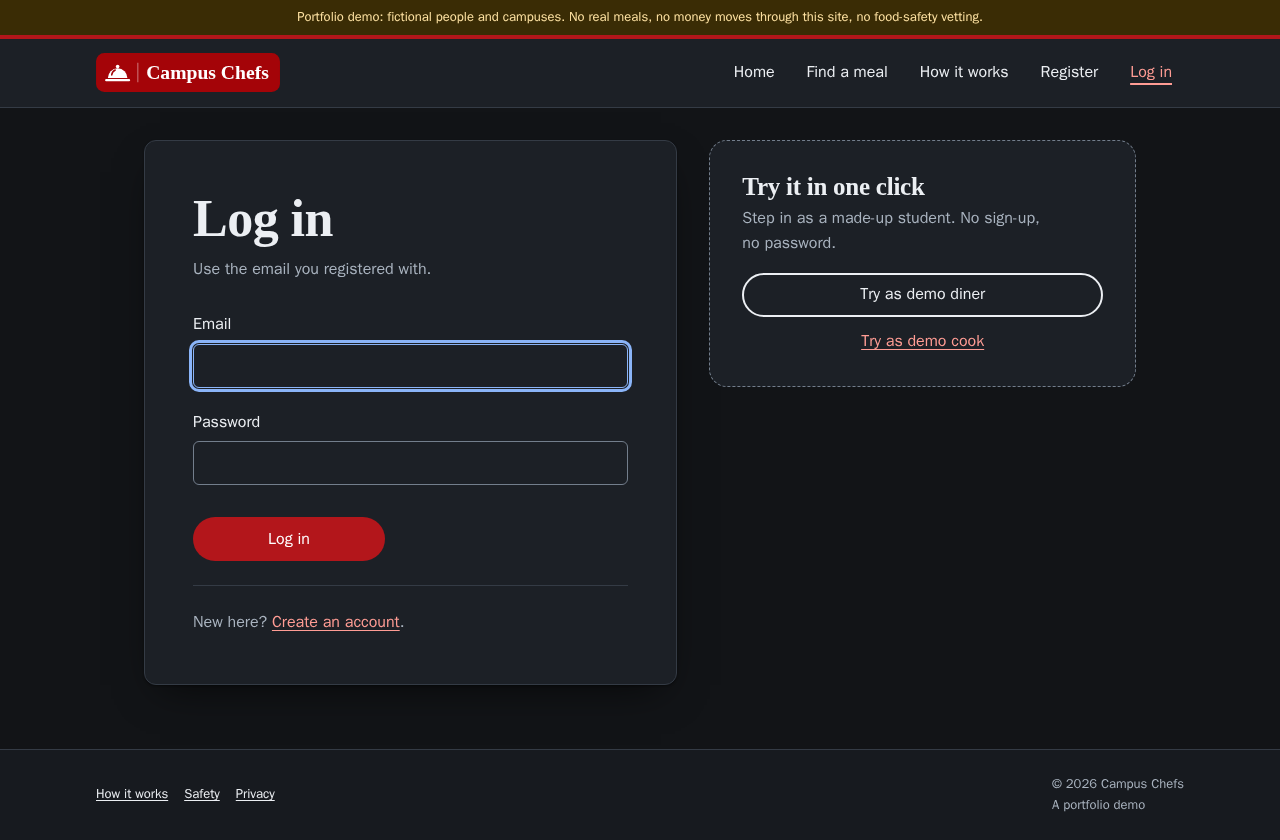 Portfolio demo: fictional people and campuses. No real meals, no money moves through this site, no food-safety vetting.
Campus Chefs
Home
Find a meal
How it works
Register
Log in
Log in
Use the email you registered with.
Email
Password
Log in
New here? Create an account.
Try it in one click
Step in as a made-up student. No sign-up,
no password.
Try as demo diner
Try as demo cook
How it works
Safety
Privacy
© 2026 Campus Chefs
A portfolio demo